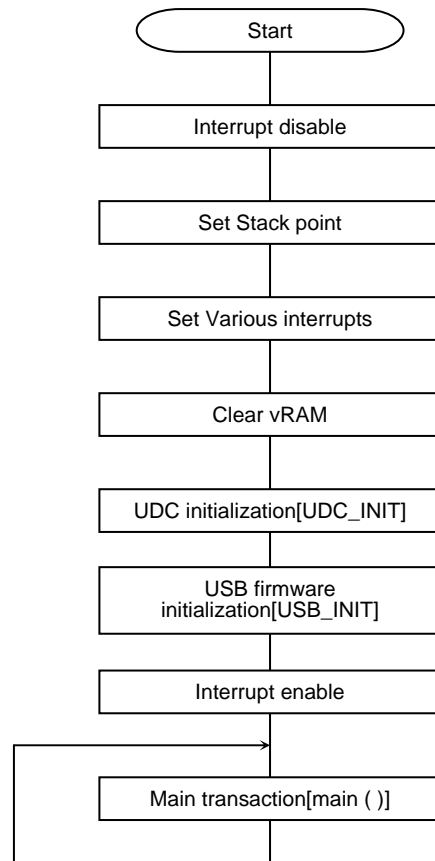 Start
Interrupt disable
Set Stack point
Set Various interrupts
Clear vRAM
UDC initialization[UDC_INIT]
USB firmware
initialization[USB_INIT]
Interrupt enable
Main transaction[main ( )]